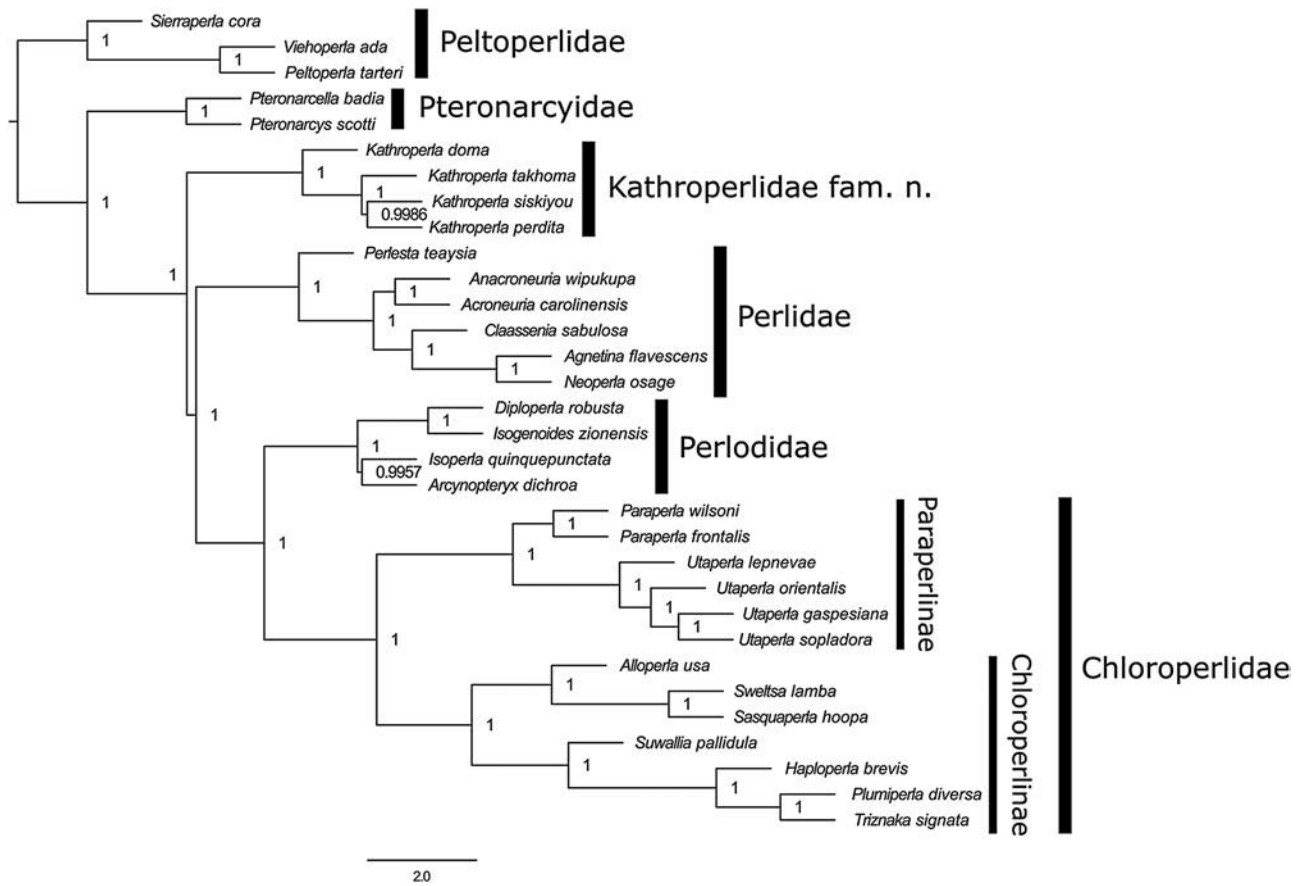 Sierraperla cora
1
Viehoperla ada
1
Peltoperla tarteri
Peltoperlidae
Pteronarcella badia
1
Pteronarcys scotti
Pteronarcyidae
1
Kathroperla doma
1
Kathroperla takhoma
1
Kathroperla siskiyou
0.9986
Kathroperla perdita
Kathroperlidae fam. n.
1
Perlesta teaysia
1
Anacroneuria wipukupa
1
Acroneuria carolinensis
1
Claassenia sabulosa
1
Agnetina flavescens
1
Neoperla osage
Perlidae
1
Diploperla robusta
1
Isogenoides zionensis
1
Isoperla quinquepunctata
0.9957
Arcynopteryx dichroa
Perlodidae
1
Paraperla wilsoni
1
Paraperla frontalis
1
Utaperla lepnevae
1
Utaperla orientalis
1
Utaperla gaspesiana
1
Utaperla sopladora
Paraperlinae
1
Alloperla usa
1
Sweltsa lamba
1
Sasquaperla hoopa
1
Suwallia pallidula
1
Haploperla brevis
1
Plumiperla diversa
1
Triznaka signata
Chloroperlinae
Chloroperlidae
2.0